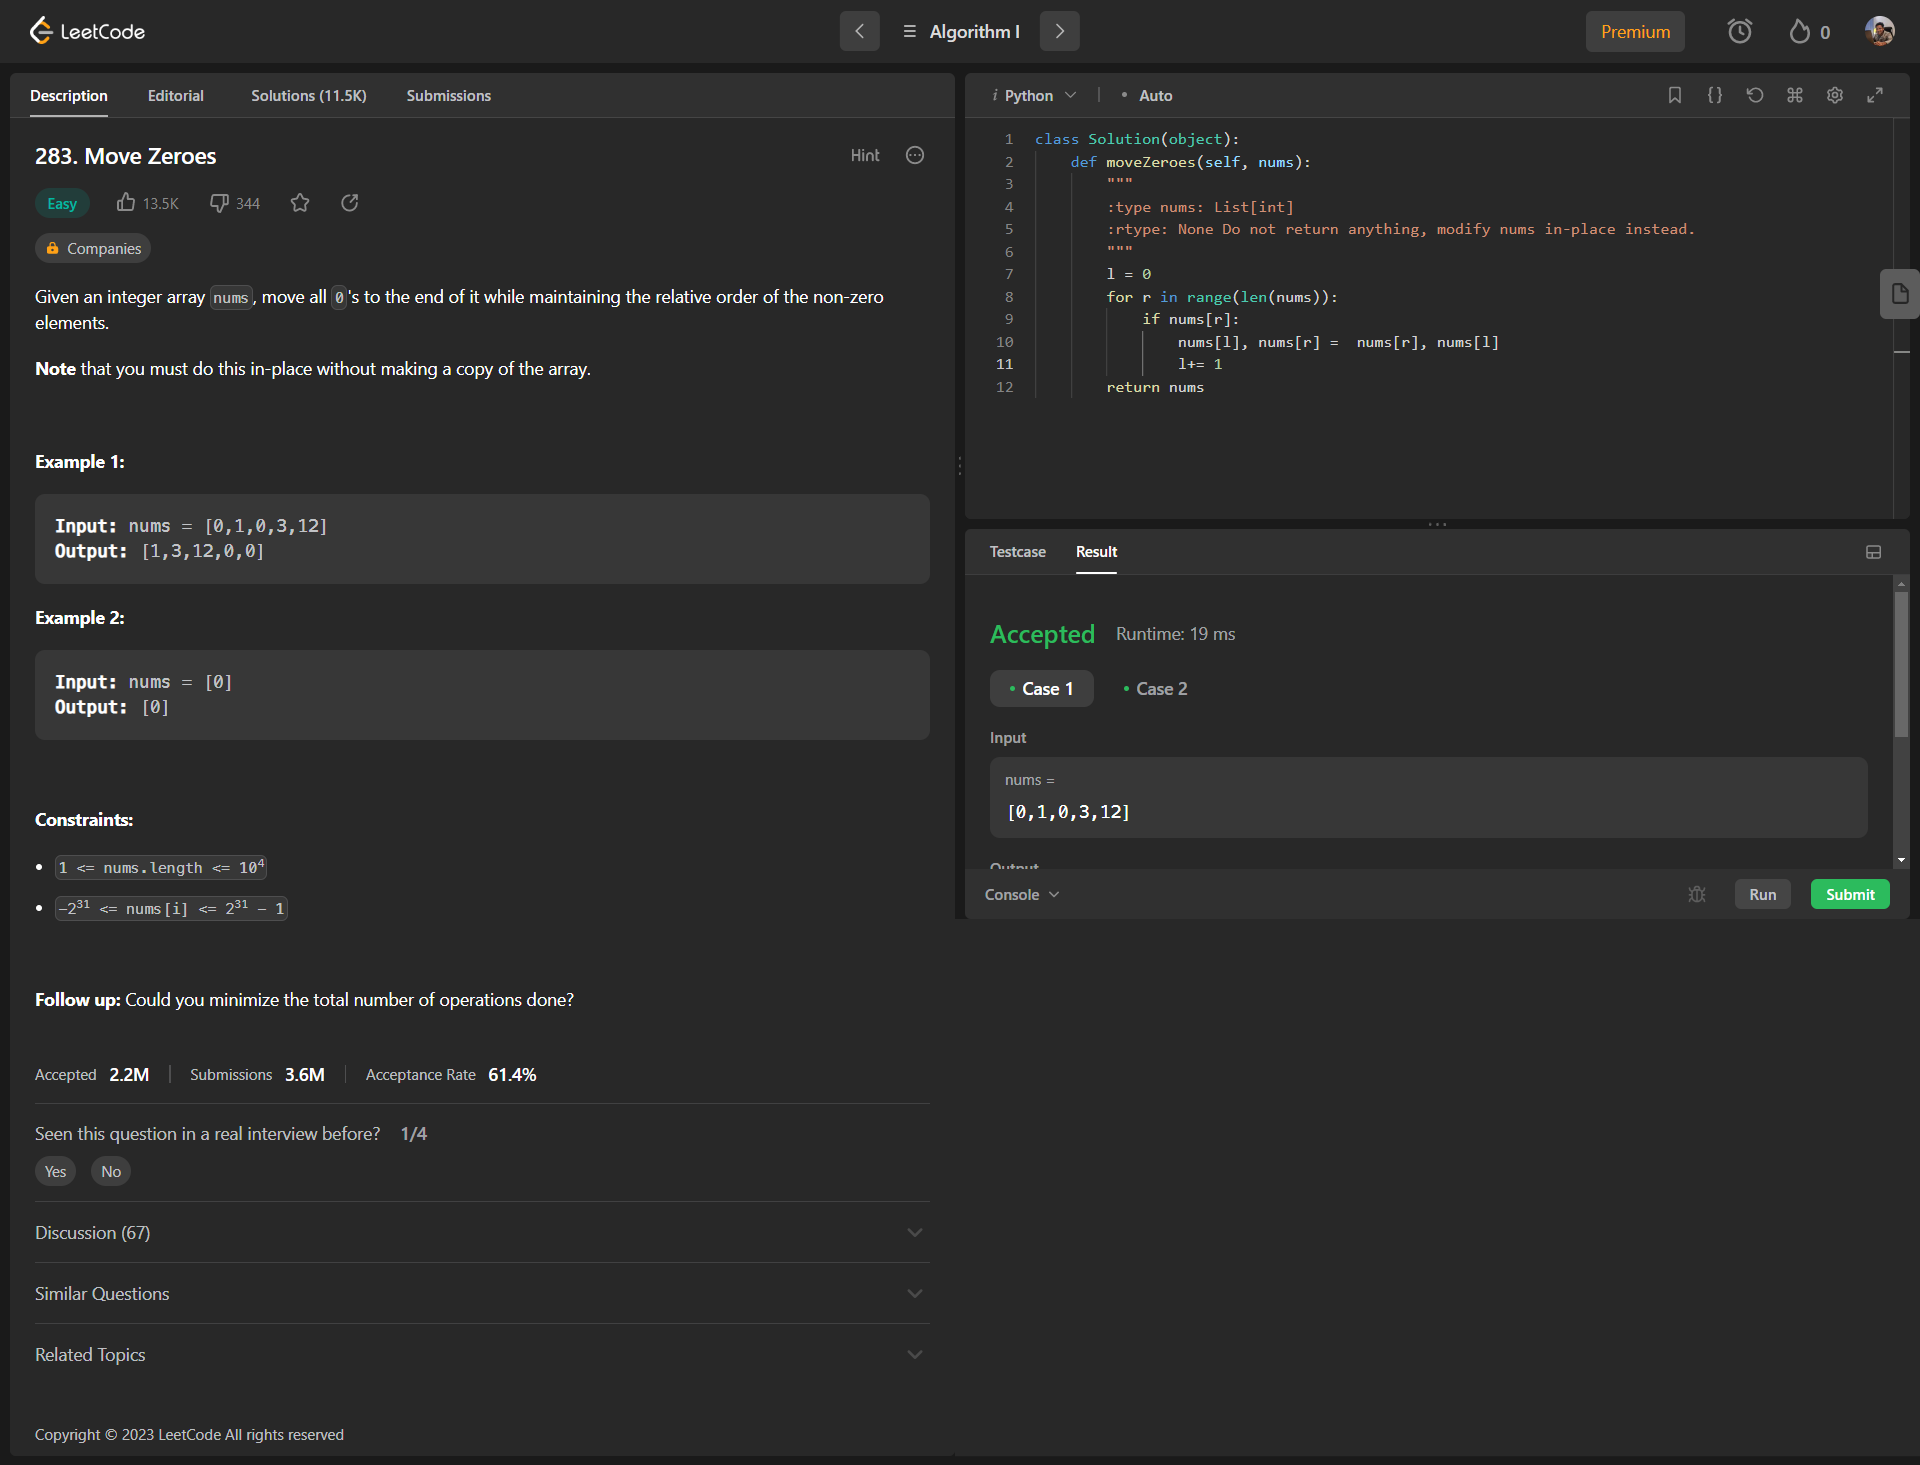 LeetCode
Algorithm I
Premium
0
Description
Editorial
Solutions (11.5K)
Submissions
283. Move Zeroes
Hint
Easy
13.5K
344
Companies
Given an integer array nums, move all 0's to the end of it while maintaining the relative order of the non-zero
elements.
Note that you must do this in-place without making a copy of the array.
Example 1:
Input: nums = [0,1,0,3,12]
Output: [1,3,12,0,0]
Example 2:
Input: nums = [0]
Output: [0]
Constraints:
• 1 <= nums.length <= 10⁴
• -2³¹ <= nums[i] <= 2³¹ - 1
Follow up: Could you minimize the total number of operations done?
Accepted 2.2M | Submissions 3.6M | Acceptance Rate 61.4%
Seen this question in a real interview before? 1/4
Yes
No
Discussion (67)
Similar Questions
Related Topics
Copyright © 2023 LeetCode All rights reserved
i Python | • Auto
1 class Solution(object):
2     def moveZeroes(self, nums):
3         """
4         :type nums: List[int]
5         :rtype: None Do not return anything, modify nums in-place instead.
6         """
7         l = 0
8         for r in range(len(nums)):
9             if nums[r]:
10                 nums[l], nums[r] =  nums[r], nums[l]
11                 l+= 1
12         return nums
Testcase
Result
Accepted
Runtime: 19 ms
• Case 1
• Case 2
Input
nums =
[0,1,0,3,12]
Output
Console
Run
Submit